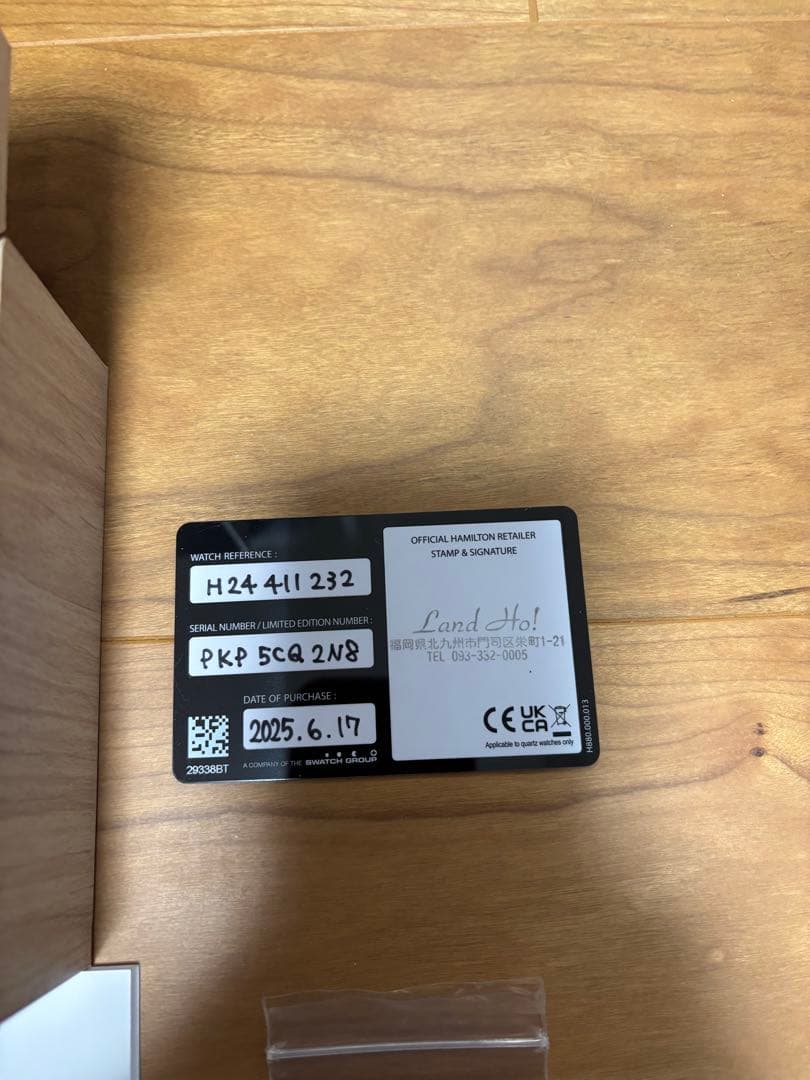 WATCH REFERENCE :
H24 411 232
SERIAL NUMBER / LIMITED EDITION NUMBER :
PKP 5CQ 2N8
DATE OF PURCHASE :
2025.6.17
29338BT
A COMPANY OF THE SWATCH GROUP
OFFICIAL HAMILTON RETAILER
STAMP & SIGNATURE
Land Ho!
福岡県北九州市門司区栄町1-21
TEL 093-332-0005
CE UK CA
Applicable to quartz watches only
H880.000.013